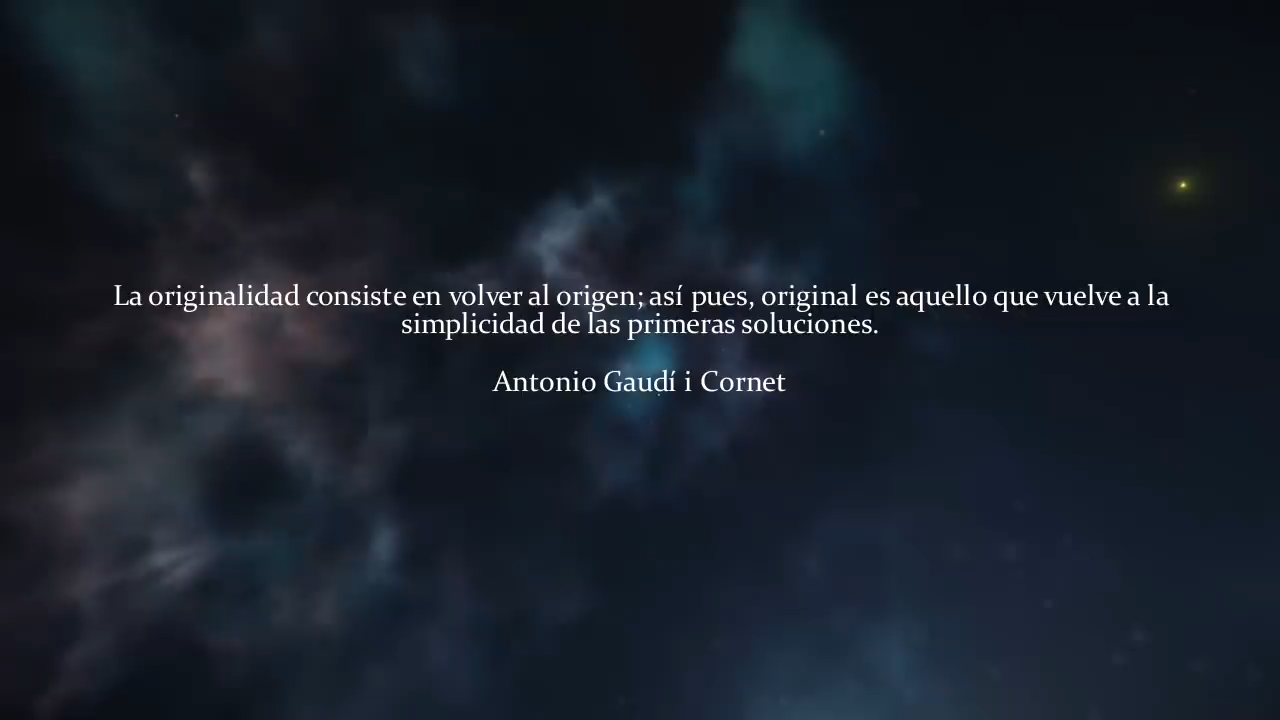 La originalidad consiste en volver al origen; así pues, original es aquello que vuelve a la
simplicidad de las primeras soluciones.
Antonio Gaudí i Cornet